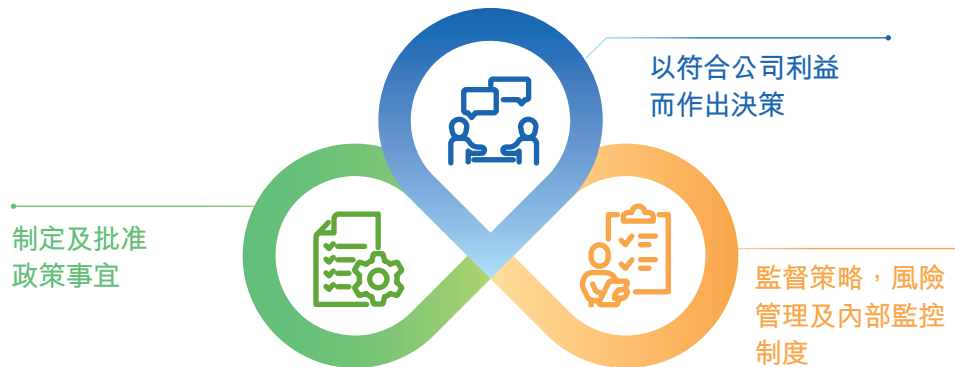 以符合公司利益
而作出決策
制定及批准
政策事宜
監督策略，風險
管理及內部監控
制度